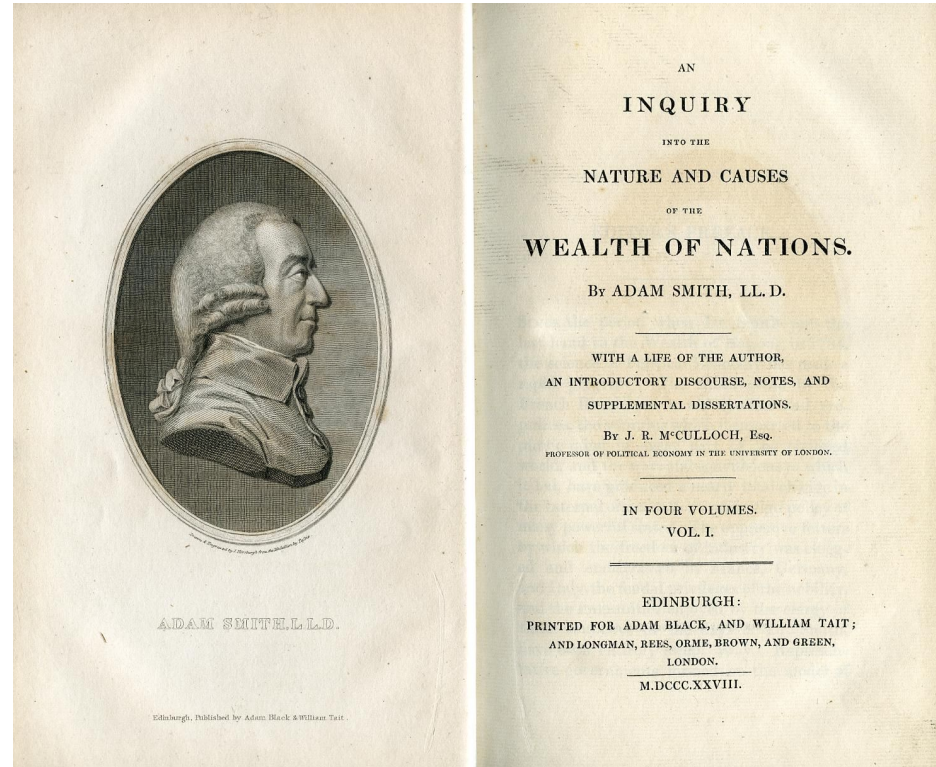 ADAM SMITH, LL.D.
Edinburgh, Published by Adam Black & William Tait.
AN
INQUIRY
INTO THE
NATURE AND CAUSES
OF THE
WEALTH OF NATIONS.
By ADAM SMITH, LL. D.
WITH A LIFE OF THE AUTHOR,
AN INTRODUCTORY DISCOURSE, NOTES, AND
SUPPLEMENTAL DISSERTATIONS.
By J. R. McCULLOCH, Esq.
PROFESSOR OF POLITICAL ECONOMY IN THE UNIVERSITY OF LONDON.
IN FOUR VOLUMES.
VOL. I.
EDINBURGH:
PRINTED FOR ADAM BLACK, AND WILLIAM TAIT;
AND LONGMAN, REES, ORME, BROWN, AND GREEN,
LONDON.
M.DCCC.XXVIII.